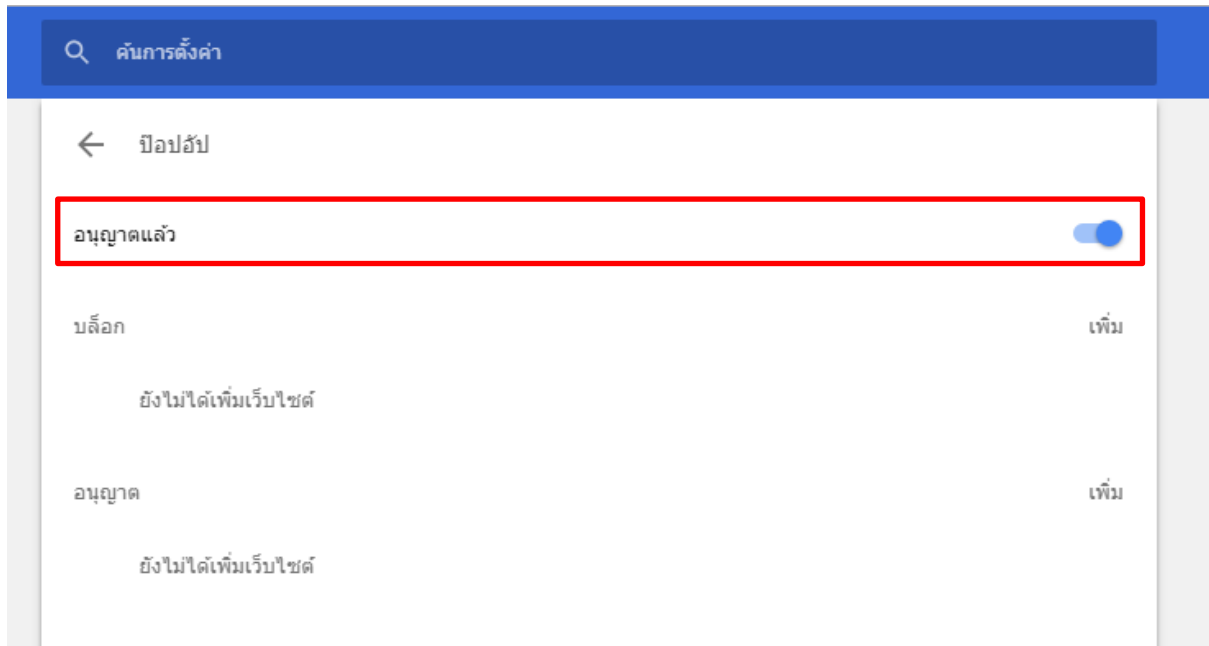 ค้นการตั้งค่า
ป๊อปอัป
อนุญาตแล้ว
บล็อก เพิ่ม
ยังไม่ได้เพิ่มเว็บไซต์
อนุญาต เพิ่ม
ยังไม่ได้เพิ่มเว็บไซต์